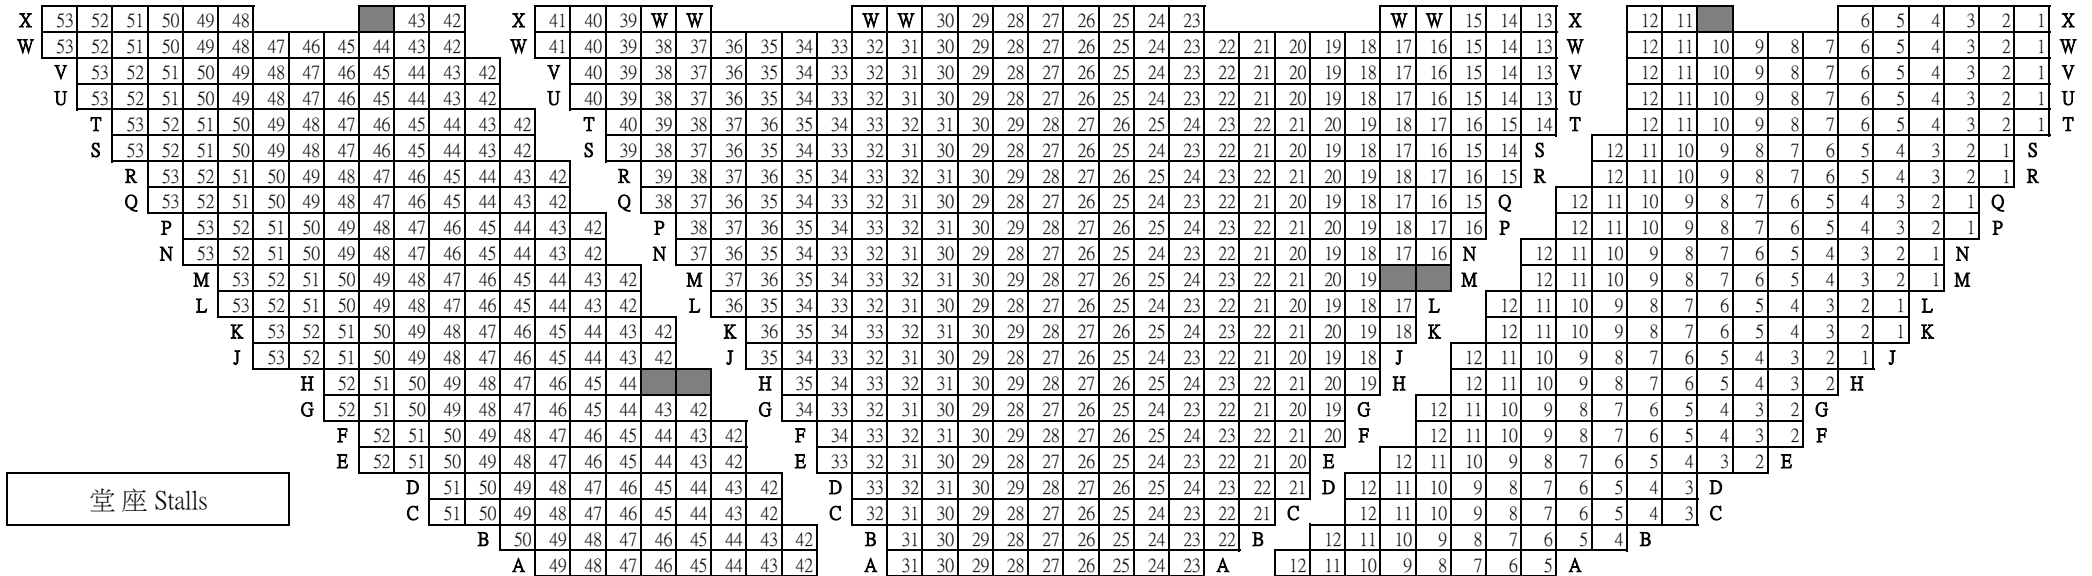 X 53 52 51 50 49 48 43 42 X 41 40 39 W W W W 30 29 28 27 26 25 24 23 W W 15 14 13 X 12 11 6 5 4 3 2 1 X
W 53 52 51 50 49 48 47 46 45 44 43 42 W 41 40 39 38 37 36 35 34 33 32 31 30 29 28 27 26 25 24 23 22 21 20 19 18 17 16 15 14 13 W 12 11 10 9 8 7 6 5 4 3 2 1 W
V 53 52 51 50 49 48 47 46 45 44 43 42 V 40 39 38 37 36 35 34 33 32 31 30 29 28 27 26 25 24 23 22 21 20 19 18 17 16 15 14 13 V 12 11 10 9 8 7 6 5 4 3 2 1 V
U 53 52 51 50 49 48 47 46 45 44 43 42 U 40 39 38 37 36 35 34 33 32 31 30 29 28 27 26 25 24 23 22 21 20 19 18 17 16 15 14 13 U 12 11 10 9 8 7 6 5 4 3 2 1 U
T 53 52 51 50 49 48 47 46 45 44 43 42 T 40 39 38 37 36 35 34 33 32 31 30 29 28 27 26 25 24 23 22 21 20 19 18 17 16 15 14 T 12 11 10 9 8 7 6 5 4 3 2 1 T
S 53 52 51 50 49 48 47 46 45 44 43 42 S 39 38 37 36 35 34 33 32 31 30 29 28 27 26 25 24 23 22 21 20 19 18 17 16 15 14 S 12 11 10 9 8 7 6 5 4 3 2 1 S
R 53 52 51 50 49 48 47 46 45 44 43 42 R 39 38 37 36 35 34 33 32 31 30 29 28 27 26 25 24 23 22 21 20 19 18 17 16 15 R 12 11 10 9 8 7 6 5 4 3 2 1 R
Q 53 52 51 50 49 48 47 46 45 44 43 42 Q 38 37 36 35 34 33 32 31 30 29 28 27 26 25 24 23 22 21 20 19 18 17 16 15 Q 12 11 10 9 8 7 6 5 4 3 2 1 Q
P 53 52 51 50 49 48 47 46 45 44 43 42 P 38 37 36 35 34 33 32 31 30 29 28 27 26 25 24 23 22 21 20 19 18 17 16 P 12 11 10 9 8 7 6 5 4 3 2 1 P
N 53 52 51 50 49 48 47 46 45 44 43 42 N 37 36 35 34 33 32 31 30 29 28 27 26 25 24 23 22 21 20 19 18 17 16 N 12 11 10 9 8 7 6 5 4 3 2 1 N
M 53 52 51 50 49 48 47 46 45 44 43 42 M 37 36 35 34 33 32 31 30 29 28 27 26 25 24 23 22 21 20 19 M 12 11 10 9 8 7 6 5 4 3 2 1 M
L 53 52 51 50 49 48 47 46 45 44 43 42 L 36 35 34 33 32 31 30 29 28 27 26 25 24 23 22 21 20 19 18 17 L 12 11 10 9 8 7 6 5 4 3 2 1 L
K 53 52 51 50 49 48 47 46 45 44 43 42 K 36 35 34 33 32 31 30 29 28 27 26 25 24 23 22 21 20 19 18 K 12 11 10 9 8 7 6 5 4 3 2 1 K
J 53 52 51 50 49 48 47 46 45 44 43 42 J 35 34 33 32 31 30 29 28 27 26 25 24 23 22 21 20 19 18 J 12 11 10 9 8 7 6 5 4 3 2 1 J
H 52 51 50 49 48 47 46 45 44 H 35 34 33 32 31 30 29 28 27 26 25 24 23 22 21 20 19 H 12 11 10 9 8 7 6 5 4 3 2 H
G 52 51 50 49 48 47 46 45 44 43 42 G 34 33 32 31 30 29 28 27 26 25 24 23 22 21 20 19 G 12 11 10 9 8 7 6 5 4 3 2 G
F 52 51 50 49 48 47 46 45 44 43 42 F 34 33 32 31 30 29 28 27 26 25 24 23 22 21 20 F 12 11 10 9 8 7 6 5 4 3 2 F
E 52 51 50 49 48 47 46 45 44 43 42 E 33 32 31 30 29 28 27 26 25 24 23 22 21 20 E 12 11 10 9 8 7 6 5 4 3 2 E
D 51 50 49 48 47 46 45 44 43 42 D 33 32 31 30 29 28 27 26 25 24 23 22 21 D 12 11 10 9 8 7 6 5 4 3 D
堂座 Stalls
C 51 50 49 48 47 46 45 44 43 42 C 32 31 30 29 28 27 26 25 24 23 22 21 C 12 11 10 9 8 7 6 5 4 3 C
B 50 49 48 47 46 45 44 43 42 B 31 30 29 28 27 26 25 24 23 22 B 12 11 10 9 8 7 6 5 4 B
A 49 48 47 46 45 44 43 42 A 31 30 29 28 27 26 25 24 23 A 12 11 10 9 8 7 6 5 A